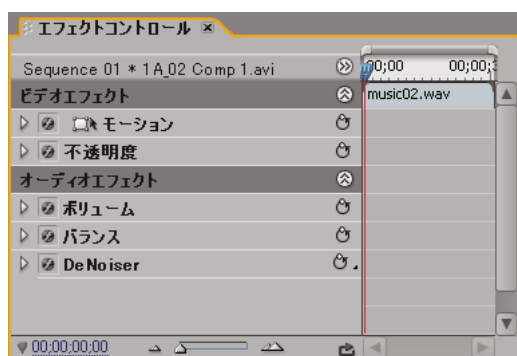 エフェクトコントロール
Sequence 01 * 1A_02 Comp 1.avi
00;00 00;00;
ビデオエフェクト
music02.wav
モーション
不透明度
オーディオエフェクト
ボリューム
バランス
DeNoiser
00;00;00;00